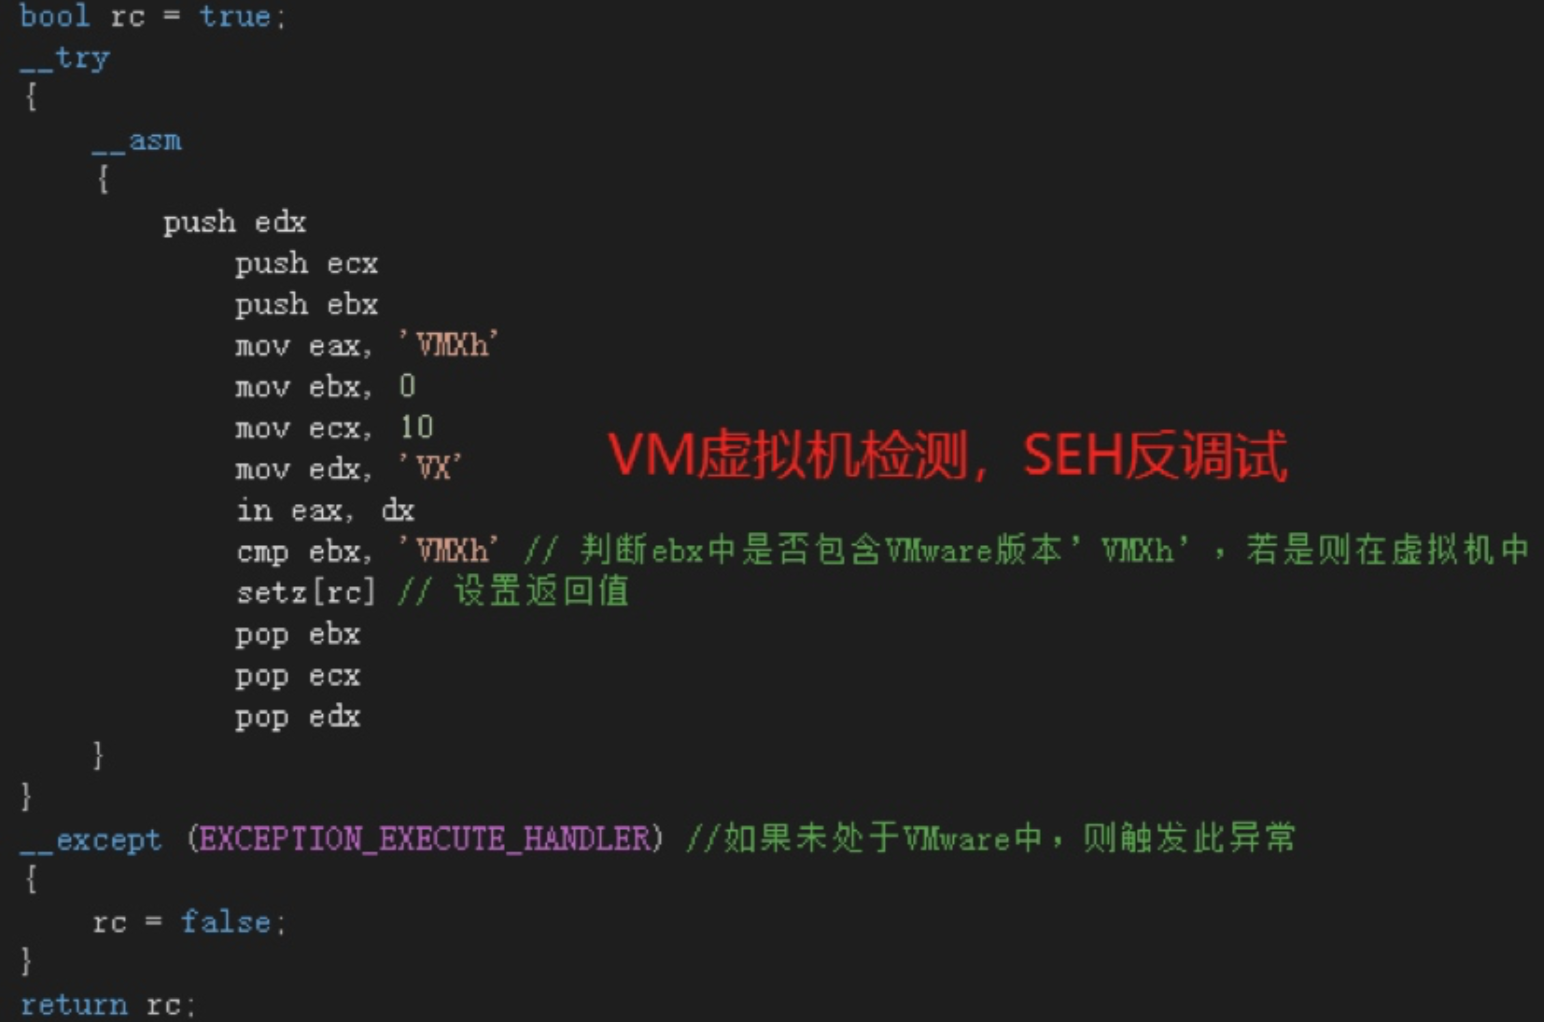 bool rc = true;
__try
{
__asm
{
push edx
push ecx
push ebx
mov eax, 'VMXh'
mov ebx, 0
mov ecx, 10
mov edx, 'VX'
VM虚拟机检测，SEH反调试
in eax, dx
cmp ebx, 'VMXh' // 判断ebx中是否包含VMware版本’VMXh’，若是则在虚拟机中
setz[rc] // 设置返回值
pop ebx
pop ecx
pop edx
}
}
__except (EXCEPTION_EXECUTE_HANDLER) //如果未处于VMware中，则触发此异常
{
rc = false;
}
return rc;